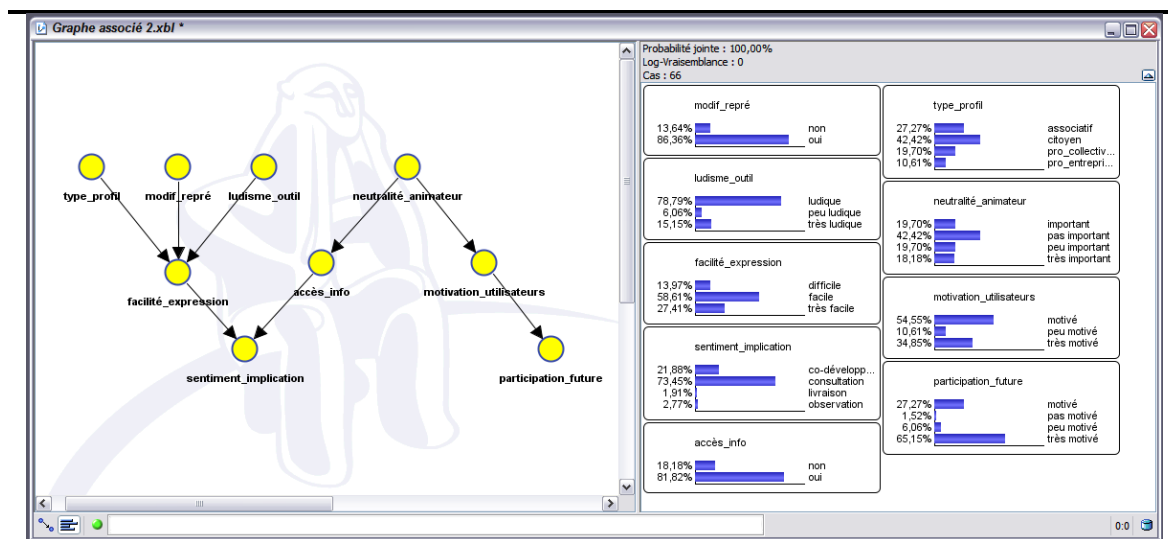 Graphe associé 2.xbl *
type_profil
modif_repré
ludisme_outil
neutralité_animateur
facilité_expression
accès_info
motivation_utilisateurs
sentiment_implication
participation_future
Probabilité jointe : 100,00%
Log-Vraisemblance : 0
Cas : 66
modif_repré
13,64% non
86,36% oui
ludisme_outil
78,79% ludique
6,06% peu ludique
15,15% très ludique
facilité_expression
13,97% difficile
58,61% facile
27,41% très facile
sentiment_implication
21,88% co-développ...
73,45% consultation
1,91% livraison
2,77% observation
accès_info
18,18% non
81,82% oui
type_profil
27,27% associatif
42,42% citoyen
19,70% pro_collectiv...
10,61% pro_entrepri...
neutralité_animateur
19,70% important
42,42% pas important
19,70% peu important
18,18% très important
motivation_utilisateurs
54,55% motivé
10,61% peu motivé
34,85% très motivé
participation_future
27,27% motivé
1,52% pas motivé
6,06% peu motivé
65,15% très motivé
0:0